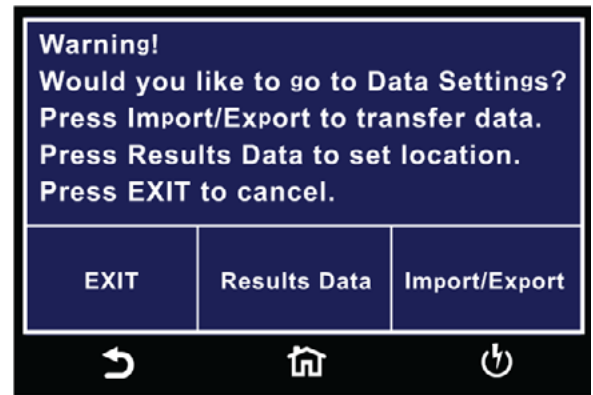 Warning!
Would you like to go to Data Settings?
Press Import/Export to transfer data.
Press Results Data to set location.
Press EXIT to cancel.
EXIT
Results Data
Import/Export